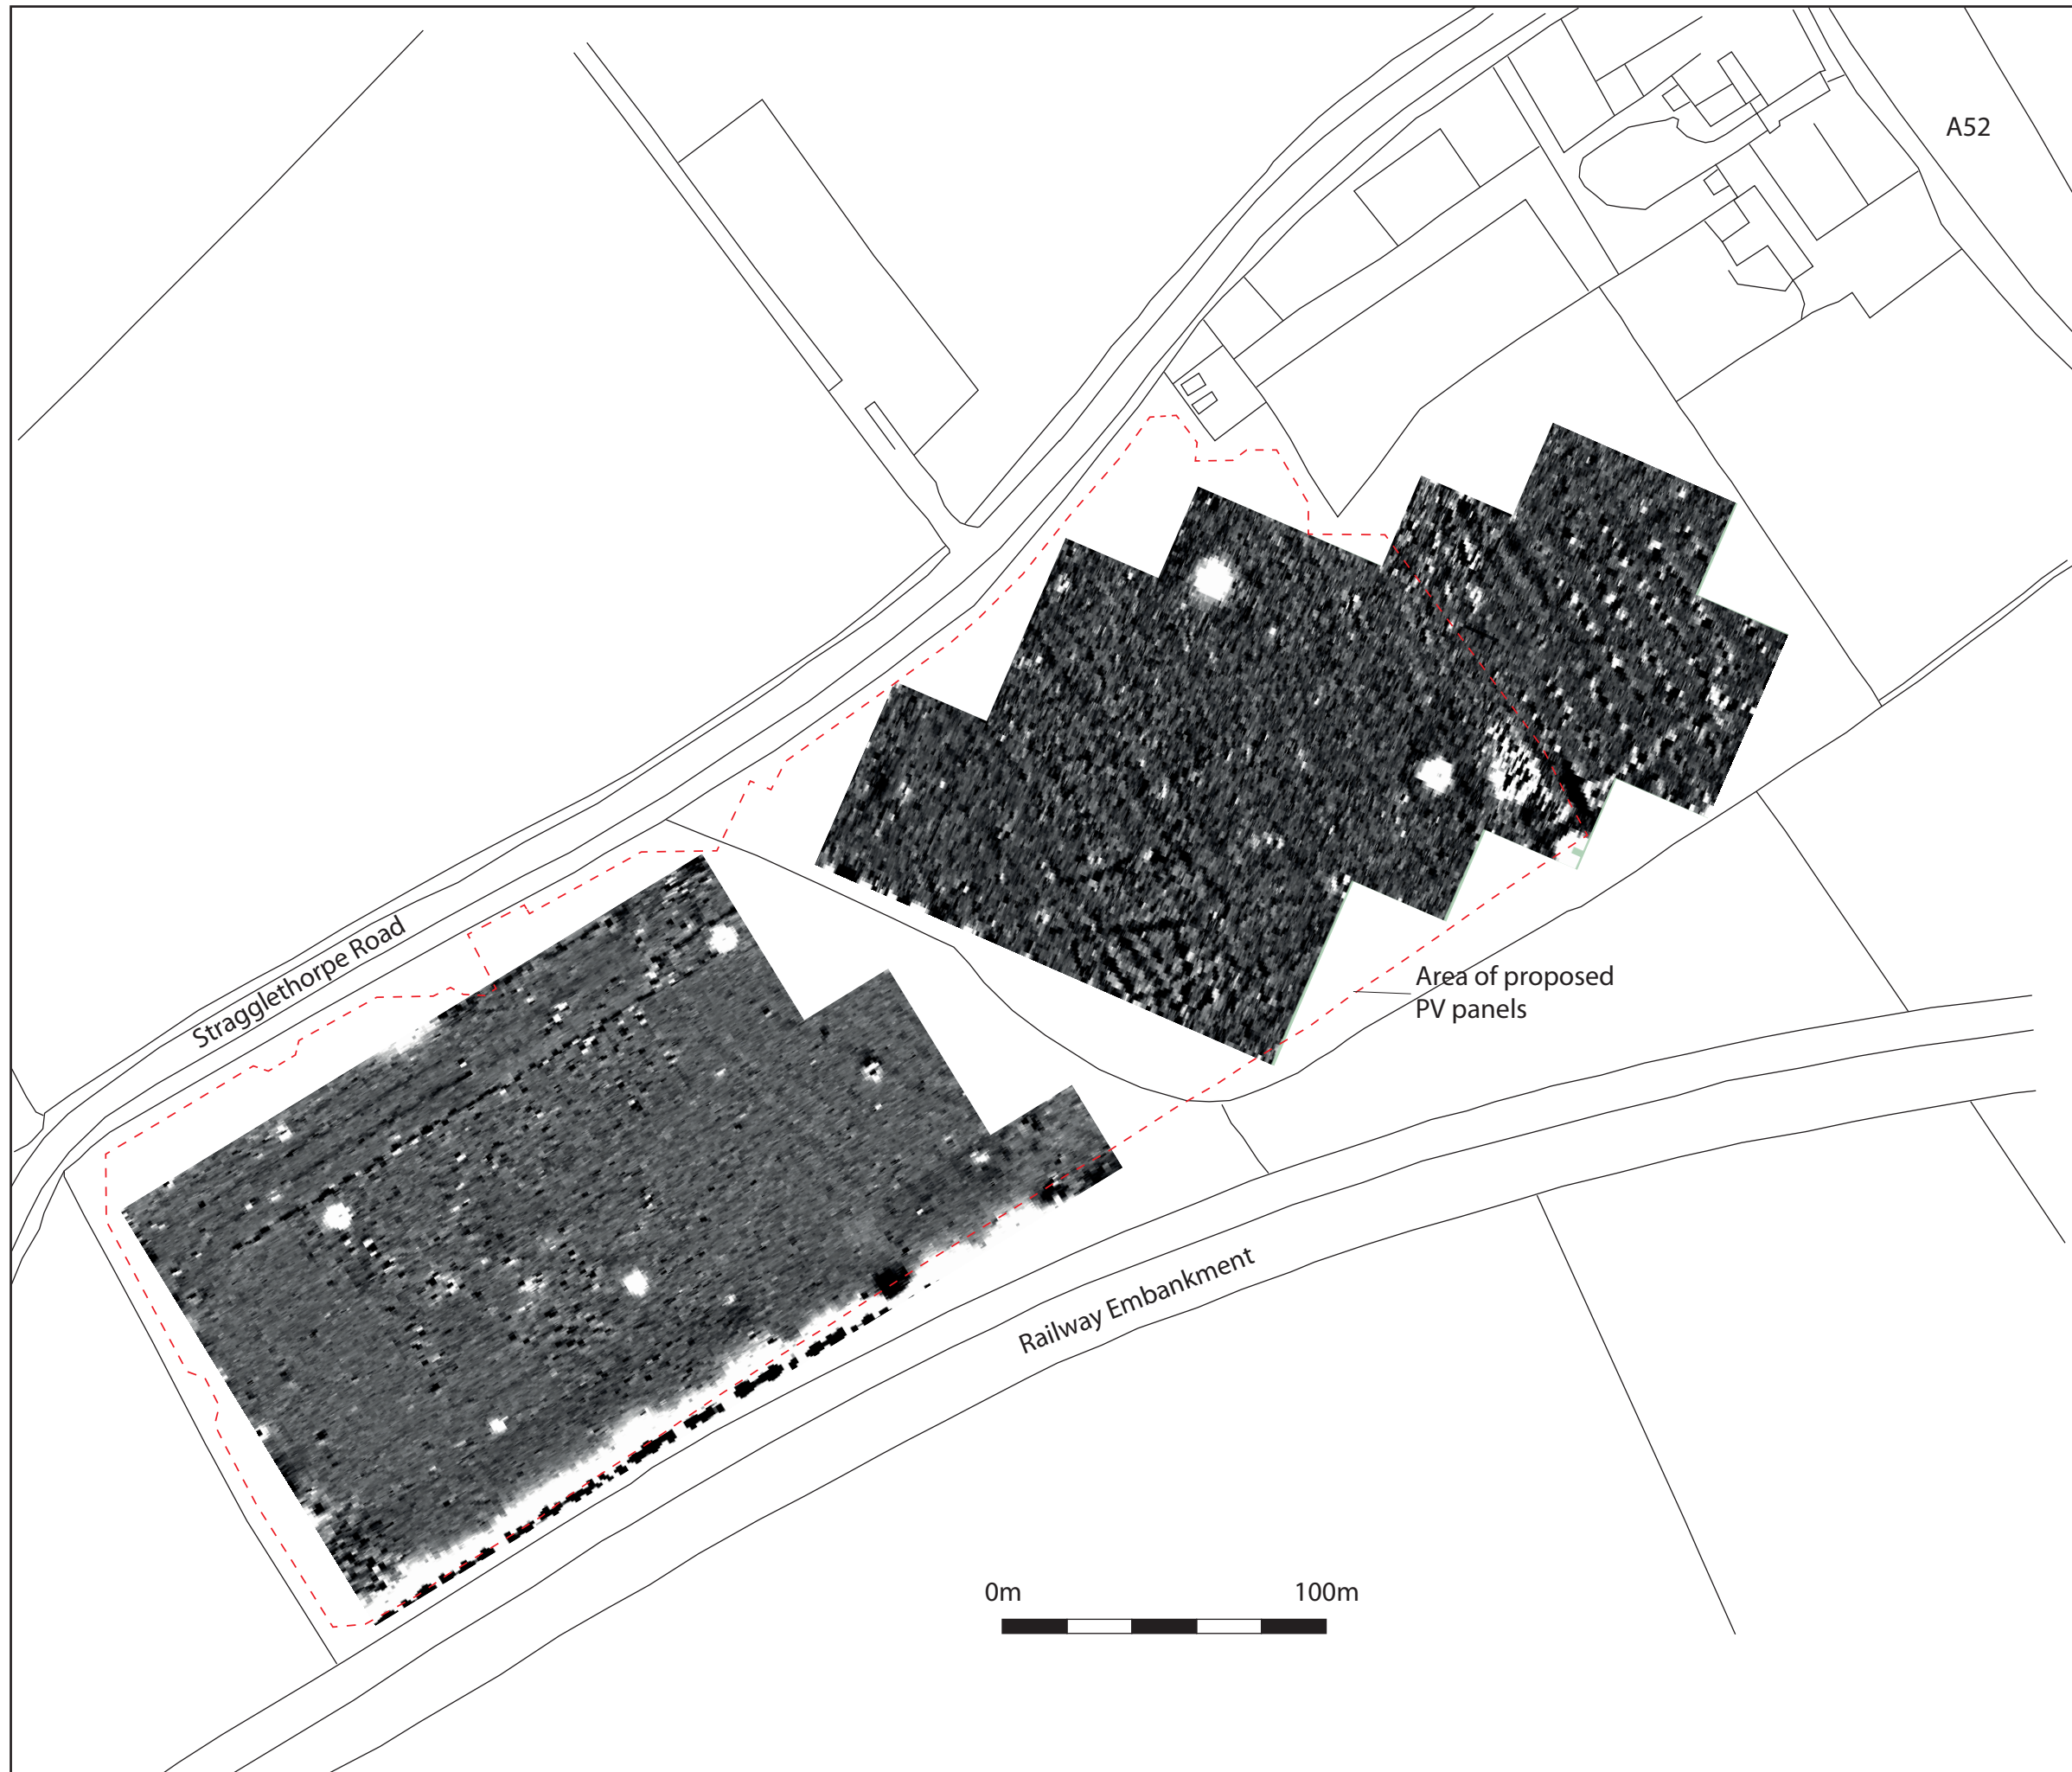 A52
Stragglethorpe Road
Area of proposed
PV panels
Railway Embankment
0m 100m